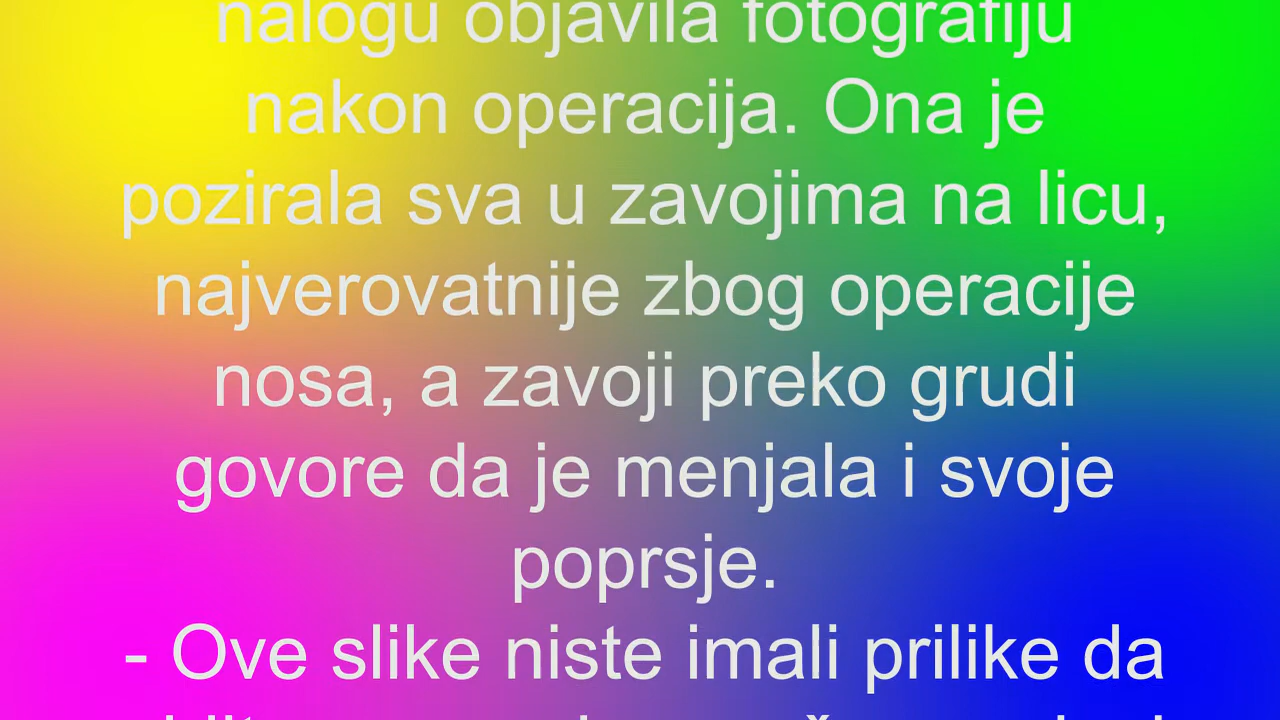 nalogu objavila fotografiju
nakon operacija. Ona je
pozirala sva u zavojima na licu,
najverovatnije zbog operacije
nosa, a zavoji preko grudi
govore da je menjala i svoje
poprsje.
- Ove slike niste imali prilike da